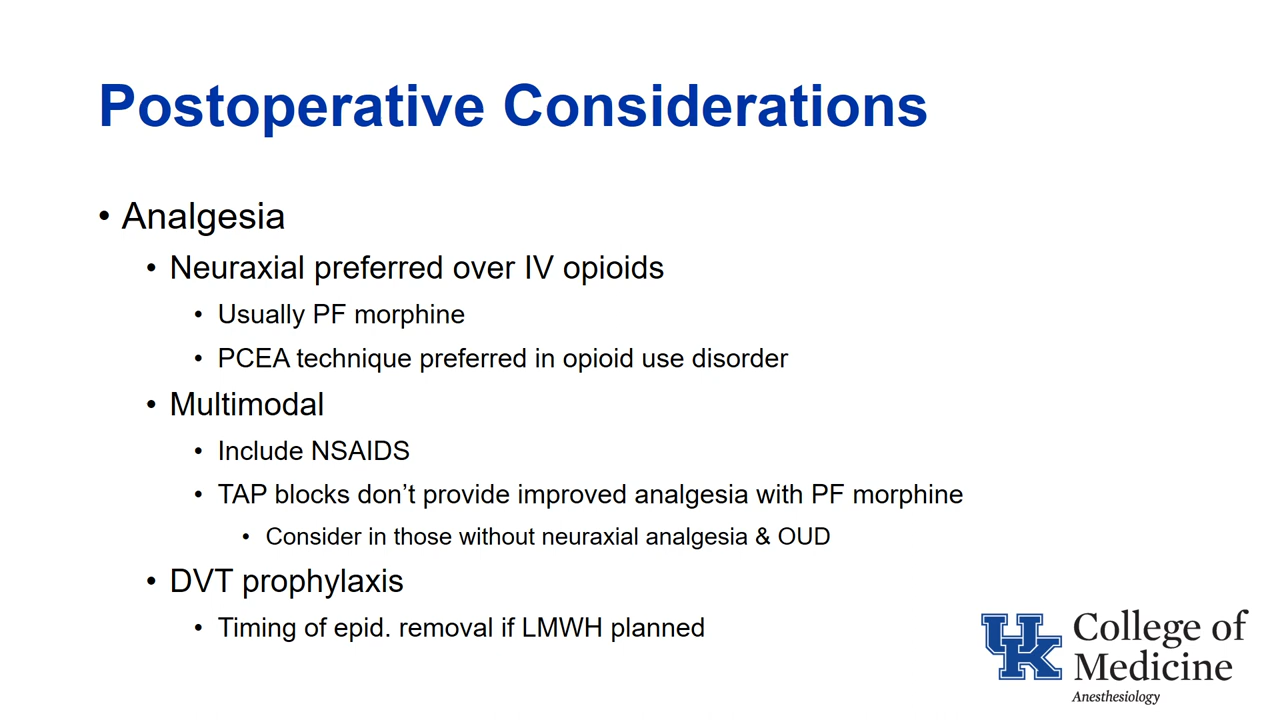 Postoperative Considerations
• Analgesia
• Neuraxial preferred over IV opioids
• Usually PF morphine
• PCEA technique preferred in opioid use disorder
• Multimodal
• Include NSAIDS
• TAP blocks don’t provide improved analgesia with PF morphine
• Consider in those without neuraxial analgesia & OUD
• DVT prophylaxis
• Timing of epid. removal if LMWH planned
UK College of
Medicine
Anesthesiology